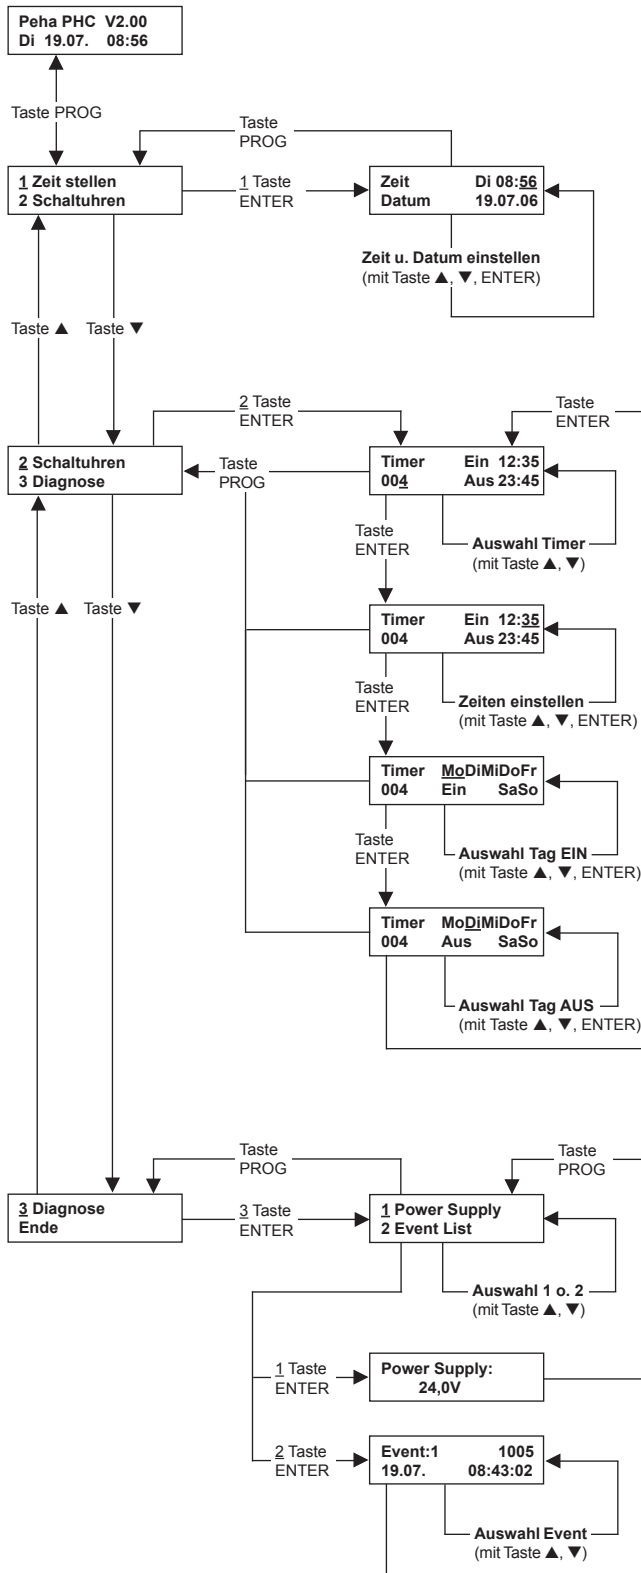 Peha PHC V2.00
Di 19.07. 08:56
Taste PROG
Taste
PROG
1 Zeit stellen
2 Schaltuhren
1 Taste
ENTER
Zeit Di 08:56
Datum 19.07.06
Zeit u. Datum einstellen
(mit Taste ▲, ▼, ENTER)
Taste ▲ Taste ▼
2 Taste
ENTER
Taste
ENTER
2 Schaltuhren
3 Diagnose
Taste
PROG
Timer Ein 12:35
004 Aus 23:45
Auswahl Timer
(mit Taste ▲, ▼)
Taste
ENTER
Taste ▲ Taste ▼
Timer Ein 12:35
004 Aus 23:45
Zeiten einstellen
(mit Taste ▲, ▼, ENTER)
Taste
ENTER
Timer MoDiMiDoFr
004 Ein SaSo
Auswahl Tag EIN
(mit Taste ▲, ▼, ENTER)
Taste
ENTER
Timer MoDiMiDoFr
004 Aus SaSo
Auswahl Tag AUS
(mit Taste ▲, ▼, ENTER)
Taste
PROG
Taste
PROG
3 Diagnose
Ende
3 Taste
ENTER
1 Power Supply
2 Event List
Auswahl 1 o. 2
(mit Taste ▲, ▼)
1 Taste
ENTER
Power Supply:
24,0V
2 Taste
ENTER
Event:1 1005
19.07. 08:43:02
Auswahl Event
(mit Taste ▲, ▼)